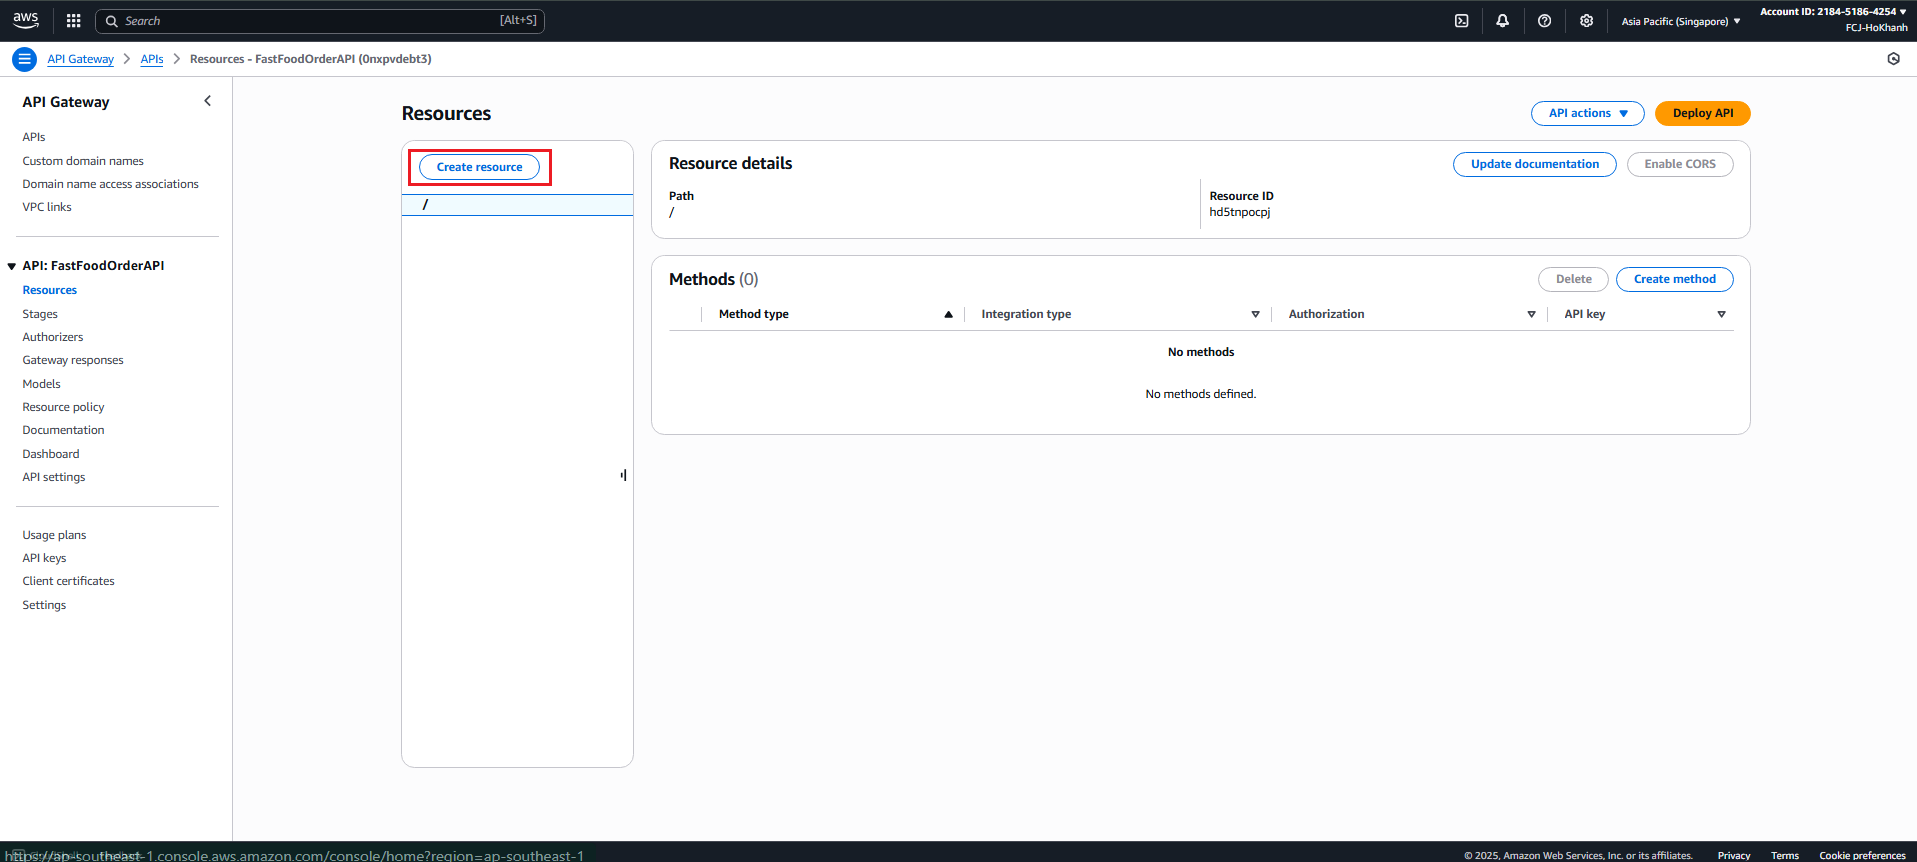 aws
Search
[Alt+S]
Asia Pacific (Singapore)
Account ID: 2184-5186-4254
FCJ-HoKhanh
API Gateway
APIs
Resources - FastFoodOrderAPI (0nxpvdebt3)
API Gateway
APIs
Custom domain names
Domain name access associations
VPC links
API: FastFoodOrderAPI
Resources
Stages
Authorizers
Gateway responses
Models
Resource policy
Documentation
Dashboard
API settings
Usage plans
API keys
Client certificates
Settings
Resources
API actions
Deploy API
Create resource
/
Resource details
Update documentation
Enable CORS
Path
/
Resource ID
hd5tnpocpj
Methods (0)
Delete
Create method
Method type
Integration type
Authorization
API key
No methods
No methods defined.
https://ap-southeast-1.console.aws.amazon.com/console/home?region=ap-southeast-1
© 2025, Amazon Web Services, Inc. or its affiliates.
Privacy
Terms
Cookie preferences